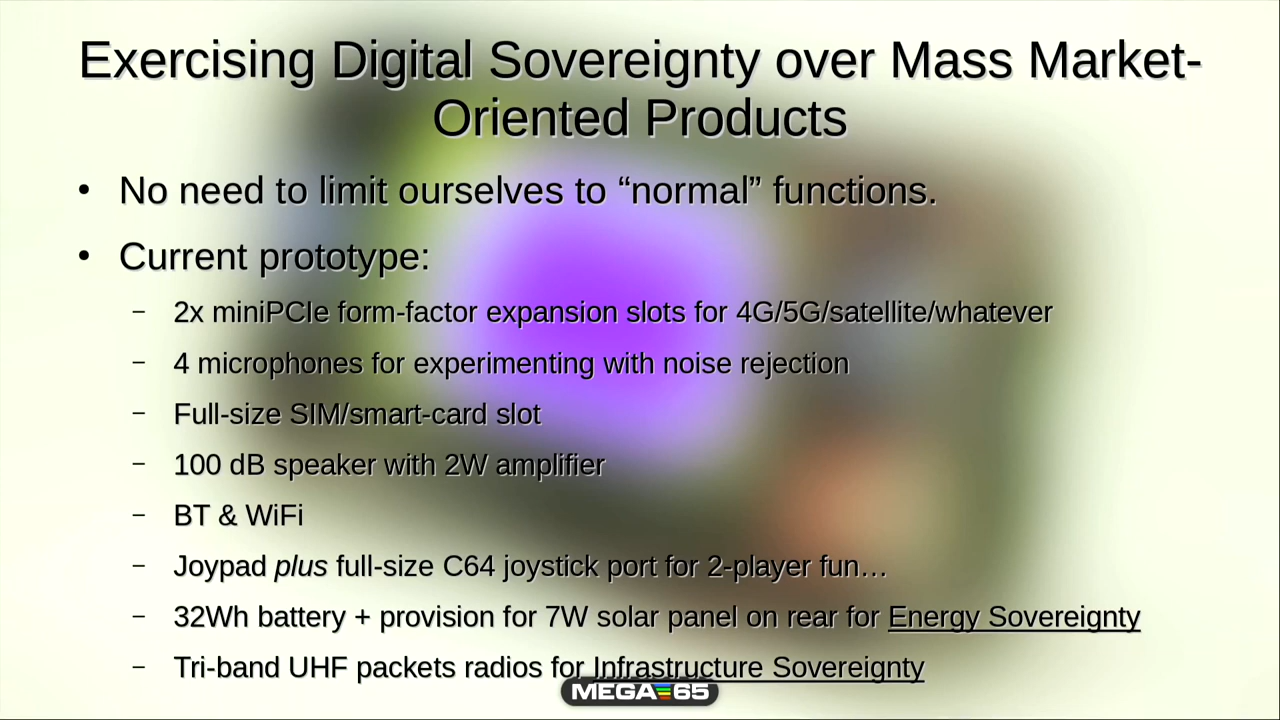 Exercising Digital Sovereignty over Mass Market-
Oriented Products
• No need to limit ourselves to “normal” functions.
• Current prototype:
– 2x miniPCIe form-factor expansion slots for 4G/5G/satellite/whatever
– 4 microphones for experimenting with noise rejection
– Full-size SIM/smart-card slot
– 100 dB speaker with 2W amplifier
– BT & WiFi
– Joypad plus full-size C64 joystick port for 2-player fun…
– 32Wh battery + provision for 7W solar panel on rear for Energy Sovereignty
– Tri-band UHF packets radios for Infrastructure Sovereignty
MEGA 65